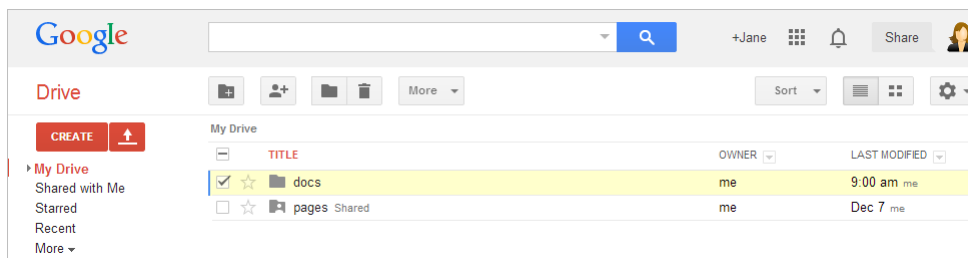 Google
+Jane
Share
Drive
More
Sort
CREATE
My Drive
My Drive
Shared with Me
Starred
Recent
More
TITLE OWNER LAST MODIFIED
docs me 9:00 am me
pages Shared me Dec 7 me